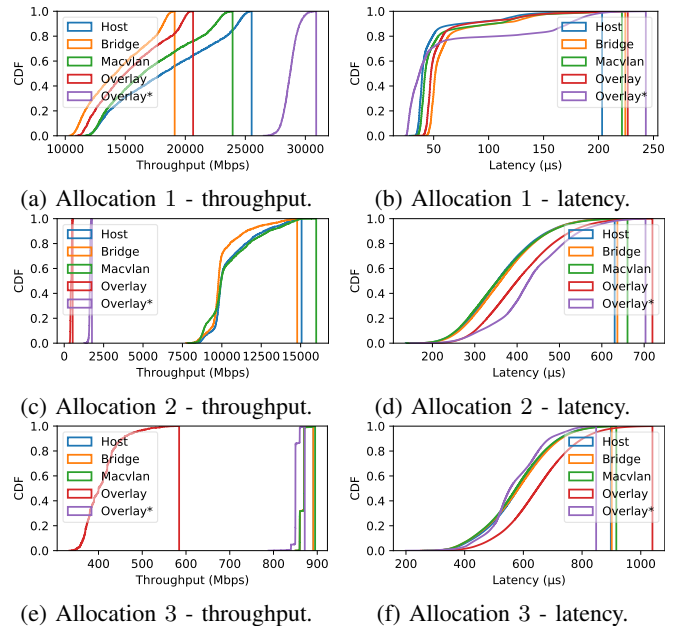 CDF
1.0
0.8
0.6
0.4
0.2
0.0
Host
Bridge
Macvlan
Overlay
Overlay*
10000 15000 20000 25000 30000
Throughput (Mbps)
(a) Allocation 1 - throughput.
CDF
1.0
0.8
0.6
0.4
0.2
0.0
Host
Bridge
Macvlan
Overlay
Overlay*
50 100 150 200 250
Latency (μs)
(b) Allocation 1 - latency.
CDF
1.0
0.8
0.6
0.4
0.2
0.0
Host
Bridge
Macvlan
Overlay
Overlay*
0 2500 5000 7500 10000 12500 15000
Throughput (Mbps)
(c) Allocation 2 - throughput.
CDF
1.0
0.8
0.6
0.4
0.2
0.0
Host
Bridge
Macvlan
Overlay
Overlay*
200 300 400 500 600 700
Latency (μs)
(d) Allocation 2 - latency.
CDF
1.0
0.8
0.6
0.4
0.2
0.0
Host
Bridge
Macvlan
Overlay
Overlay*
400 500 600 700 800 900
Throughput (Mbps)
(e) Allocation 3 - throughput.
CDF
1.0
0.8
0.6
0.4
0.2
0.0
Host
Bridge
Macvlan
Overlay
Overlay*
200 400 600 800 1000
Latency (μs)
(f) Allocation 3 - latency.